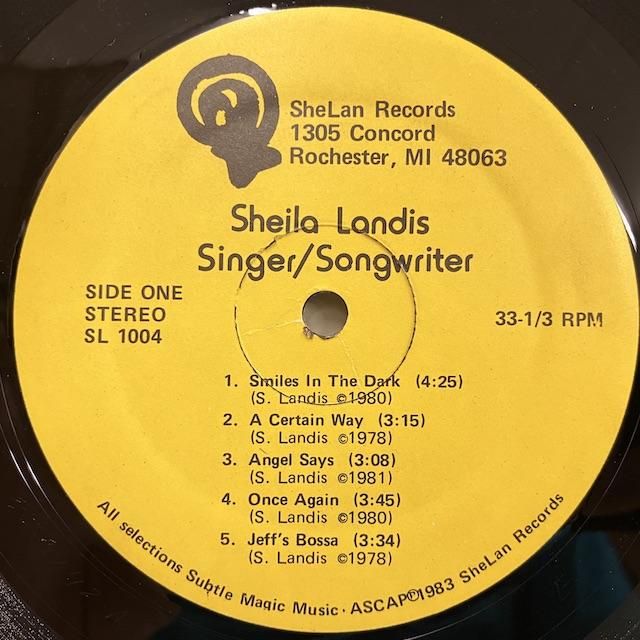 SheLan Records
1305 Concord
Rochester, MI 48063
Sheila Landis
Singer/Songwriter
SIDE ONE
STEREO
SL 1004
33-1/3 RPM
1. Smiles In The Dark (4:25)
(S. Landis ©1980)
2. A Certain Way (3:15)
(S. Landis ©1978)
3. Angel Says (3:08)
(S. Landis ©1981)
4. Once Again (3:45)
(S. Landis ©1980)
5. Jeff's Bossa (3:34)
(S. Landis ©1978)
All selections Subtle Magic Music · ASCAP ℗1983 SheLan Records